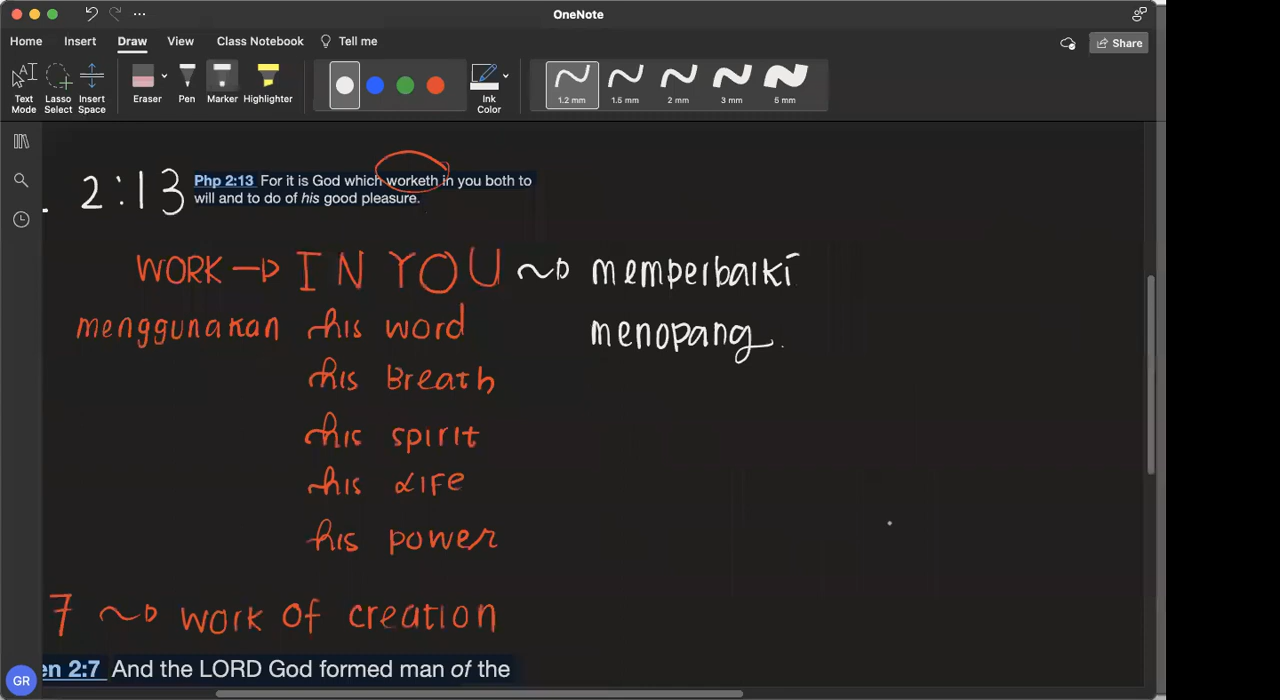 OneNote
Home Insert Draw View Class Notebook Tell me
Share
Text Mode
Lasso Select
Insert Space
Eraser
Pen
Marker
Highlighter
Ink Color
1.2 mm
1.5 mm
2 mm
3 mm
5 mm
2:13 Php 2:13 For it is God which worketh in you both to
will and to do of his good pleasure.
WORK IN YOU memperbaiki
menggunakan his word menopang.
his Breath
his spirit
his LIFe
his power
7 work of creation
en 2:7 And the LORD God formed man of the
GR